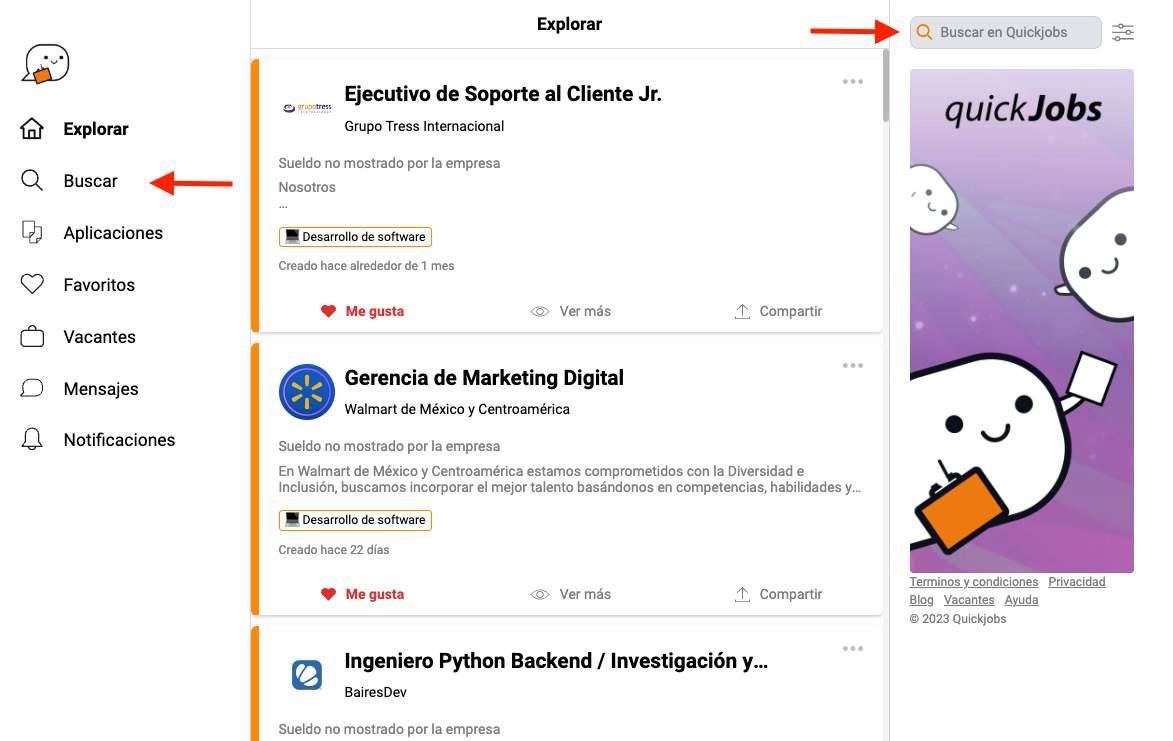 Explorar
Buscar
Aplicaciones
Favoritos
Vacantes
Mensajes
Notificaciones
Explorar
grupotress
Ejecutivo de Soporte al Cliente Jr.
Grupo Tress Internacional
Sueldo no mostrado por la empresa
Nosotros
...
Desarrollo de software
Creado hace alrededor de 1 mes
Me gusta
Ver más
Compartir
Gerencia de Marketing Digital
Walmart de México y Centroamérica
Sueldo no mostrado por la empresa
En Walmart de México y Centroamérica estamos comprometidos con la Diversidad e
Inclusión, buscamos incorporar el mejor talento basándonos en competencias, habilidades y...
Desarrollo de software
Creado hace 22 días
Me gusta
Ver más
Compartir
Ingeniero Python Backend / Investigación y...
BairesDev
Sueldo no mostrado por la empresa
Buscar en Quickjobs
quickJobs
Terminos y condiciones Privacidad
Blog Vacantes Ayuda
© 2023 Quickjobs